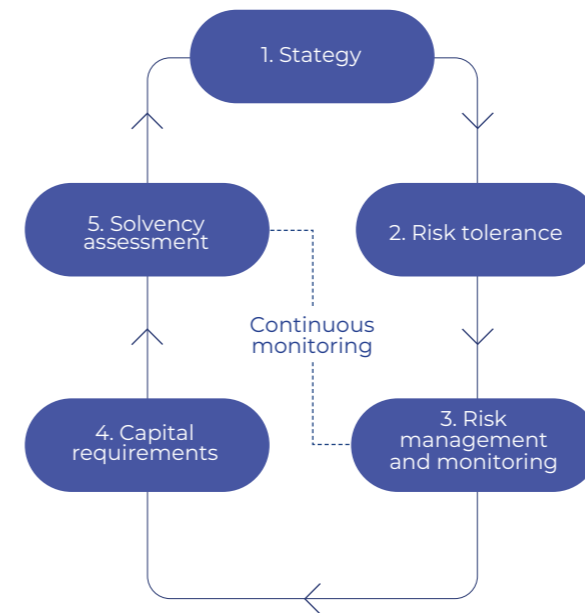 1. Stategy
2. Risk tolerance
3. Risk
management
and monitoring
4. Capital
requirements
5. Solvency
assessment
Continuous
monitoring